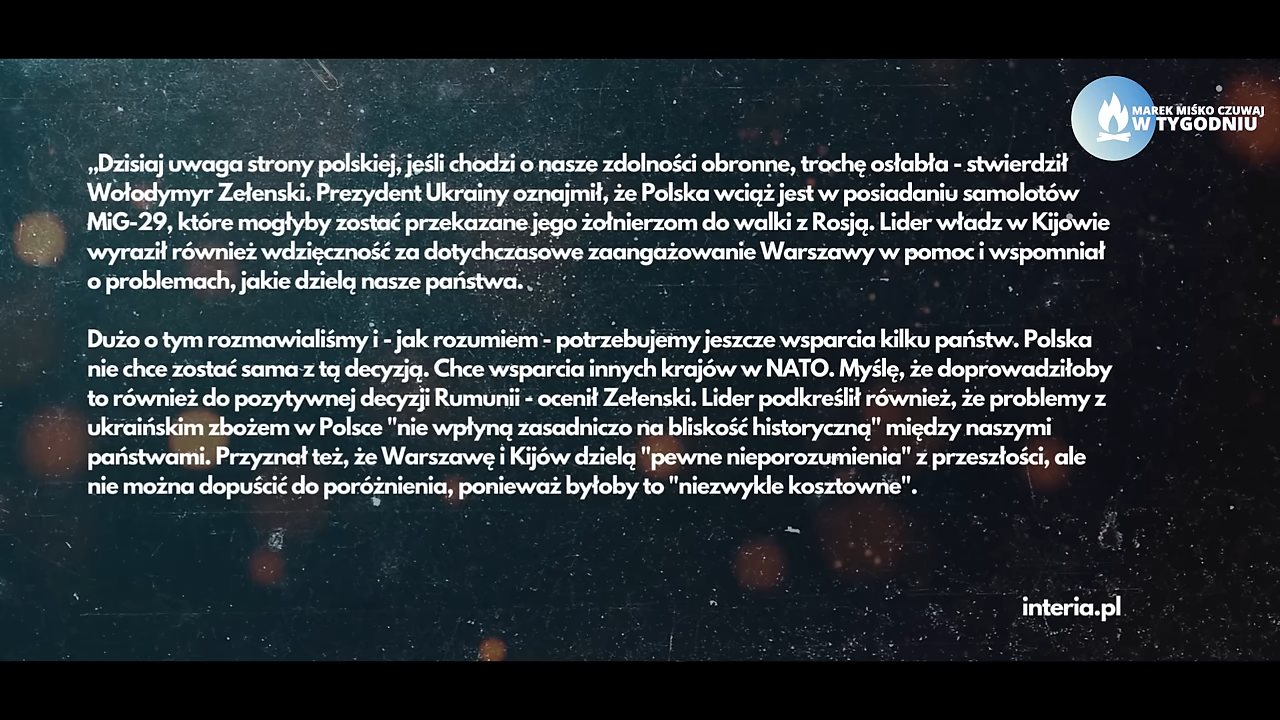 MAREK MIŚKO CZUWAJ
W TYGODNIU
„Dzisiaj uwaga strony polskiej, jeśli chodzi o nasze zdolności obronne, trochę osłabła - stwierdził
Wołodymyr Zełenski. Prezydent Ukrainy oznajmił, że Polska wciąż jest w posiadaniu samolotów
MiG-29, które mogłyby zostać przekazane jego żołnierzom do walki z Rosją. Lider władz w Kijówie
wyraził również wdzięczność za dotychczasowe zaangażowanie Warszawy w pomoc i wspomniał
o problemach, jakie dzielą nasze państwa.
Dużo o tym rozmawialiśmy i - jak rozumiem - potrzebujemy jeszcze wsparcia kilku państw. Polska
nie chce zostać sama z tą decyzją. Chce wsparcia innych krajów w NATO. Myślę, że doprowadziłoby
to również do pozytywnej decyzji Rumunii - ocenił Zełenski. Lider podkreślił również, że problemy z
ukraińskim zbożem w Polsce "nie wpłyną zasadniczo na bliskość historyczną" między naszymi
państwami. Przyznał też, że Warszawę i Kijów dzielą "pewne nieporozumienia" z przeszłości, ale
nie można dopuścić do poróżnienia, ponieważ byłoby to "niezwykle kosztowne".
interia.pl